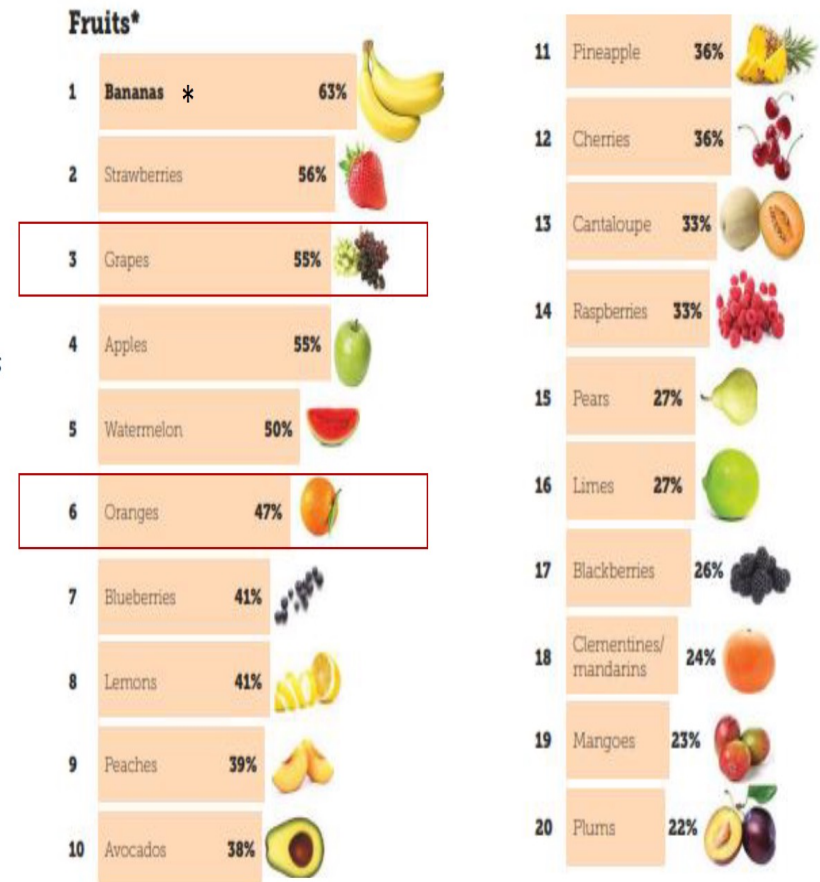 Fruits*
1 Bananas * 63%
2 Strawberries 56%
3 Grapes 55%
4 Apples 55%
5 Watermelon 50%
6 Oranges 47%
7 Blueberries 41%
8 Lemons 41%
9 Peaches 39%
10 Avocados 38%
11 Pineapple 36%
12 Cherries 36%
13 Cantaloupe 33%
14 Raspberries 33%
15 Pears 27%
16 Limes 27%
17 Blackberries 26%
18 Clementines/
mandarins 24%
19 Mangoes 23%
20 Plums 22%